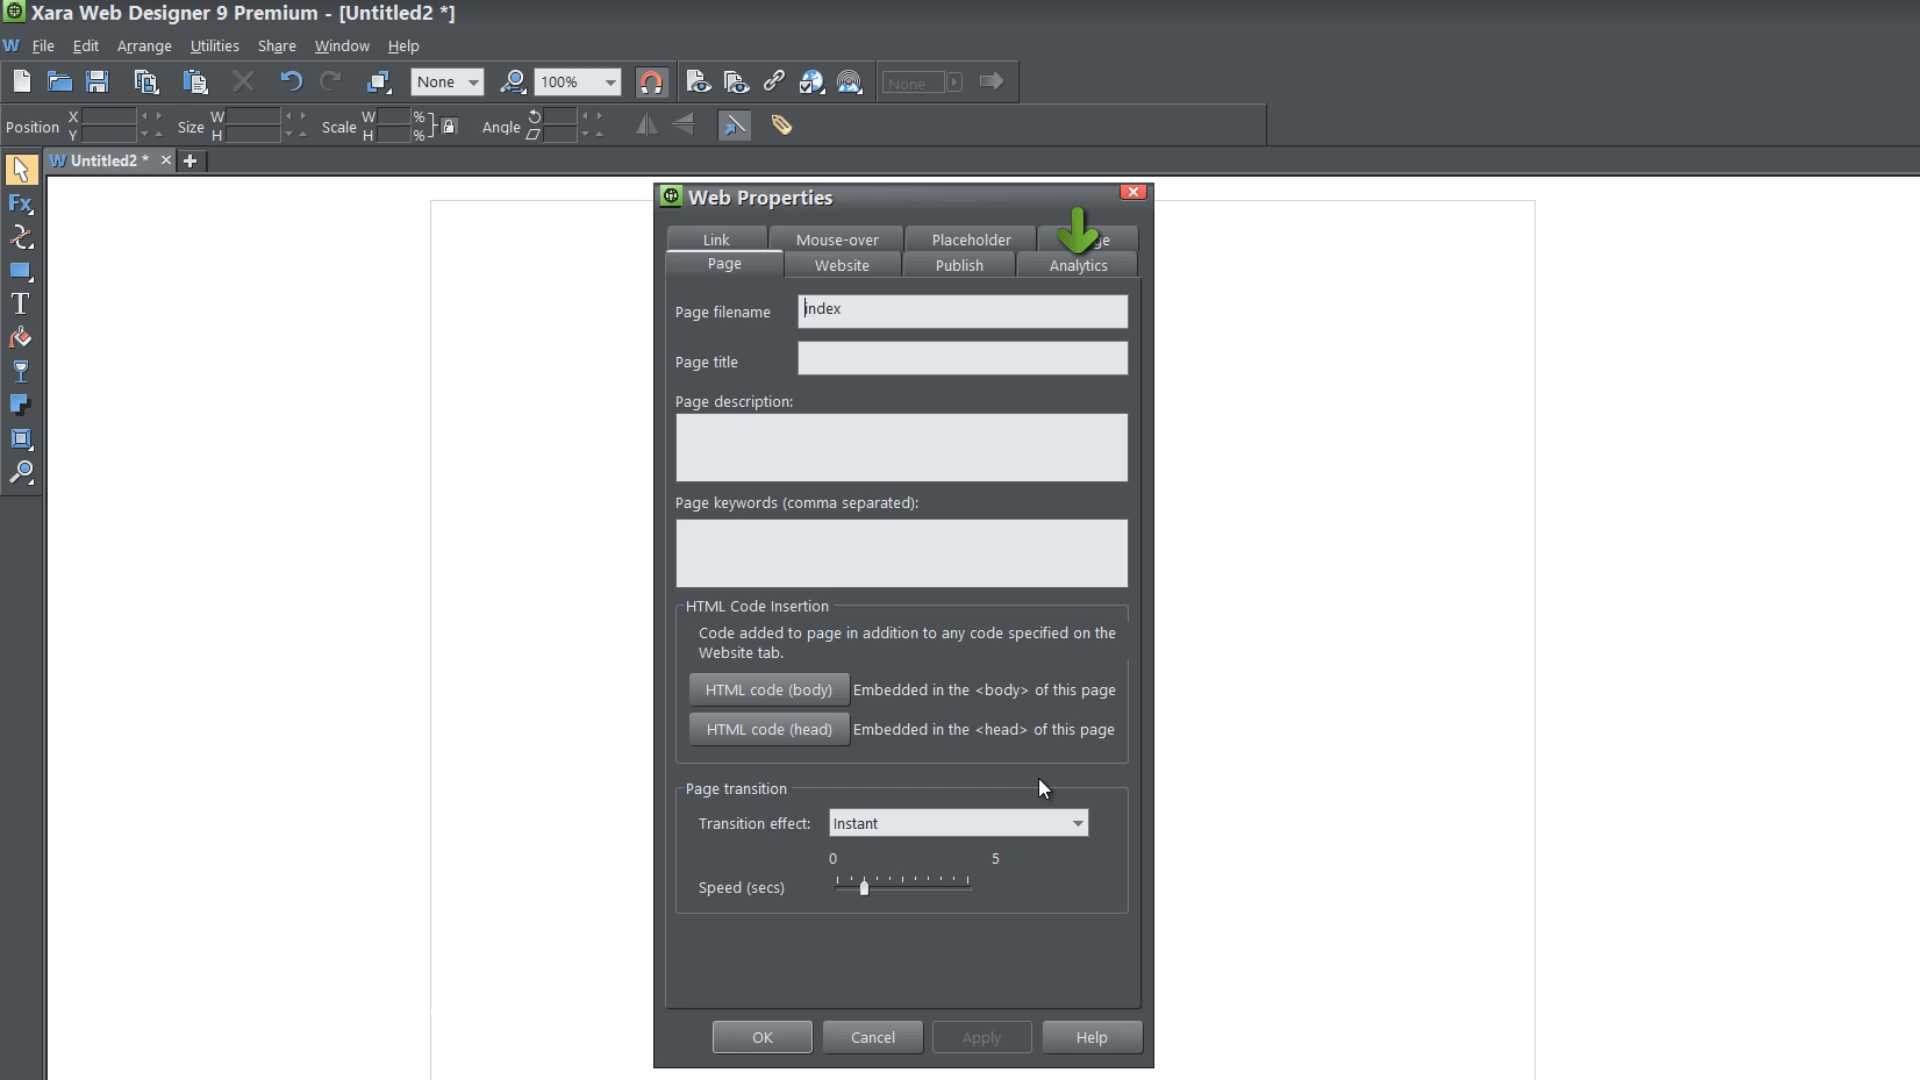 Xara Web Designer 9 Premium - [Untitled2 *]
File Edit Arrange Utilities Share Window Help
None 100% None
Position X Y Size W H Scale W H % % Angle
Untitled2 *
Web Properties
Link Mouse-over Placeholder
Page Website Publish Analytics
Page filename index
Page title
Page description:
Page keywords (comma separated):
HTML Code Insertion
Code added to page in addition to any code specified on the
Website tab.
HTML code (body) Embedded in the <body> of this page
HTML code (head) Embedded in the <head> of this page
Page transition
Transition effect: Instant
0 5
Speed (secs)
OK Cancel Apply Help